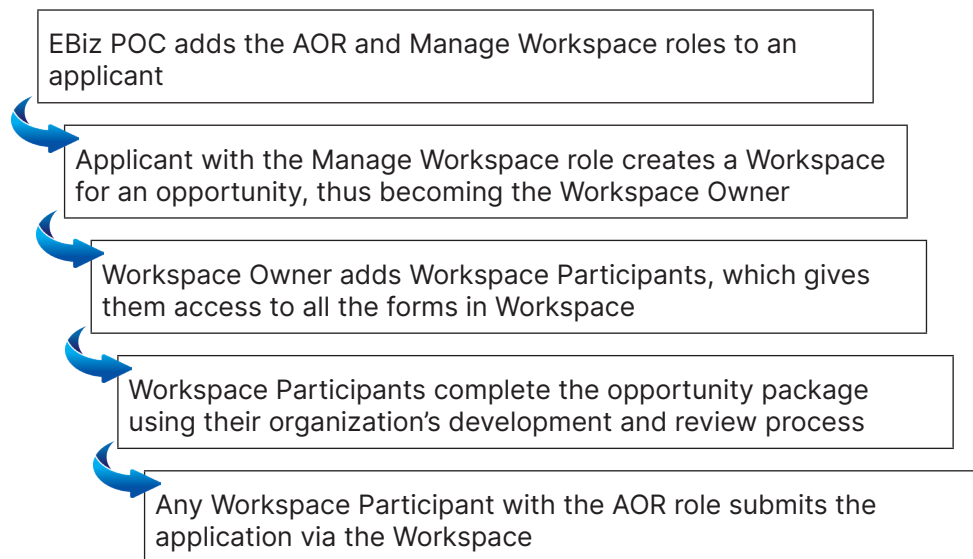 EBiz POC adds the AOR and Manage Workspace roles to an
applicant
Applicant with the Manage Workspace role creates a Workspace
for an opportunity, thus becoming the Workspace Owner
Workspace Owner adds Workspace Participants, which gives
them access to all the forms in Workspace
Workspace Participants complete the opportunity package
using their organization’s development and review process
Any Workspace Participant with the AOR role submits the
application via the Workspace